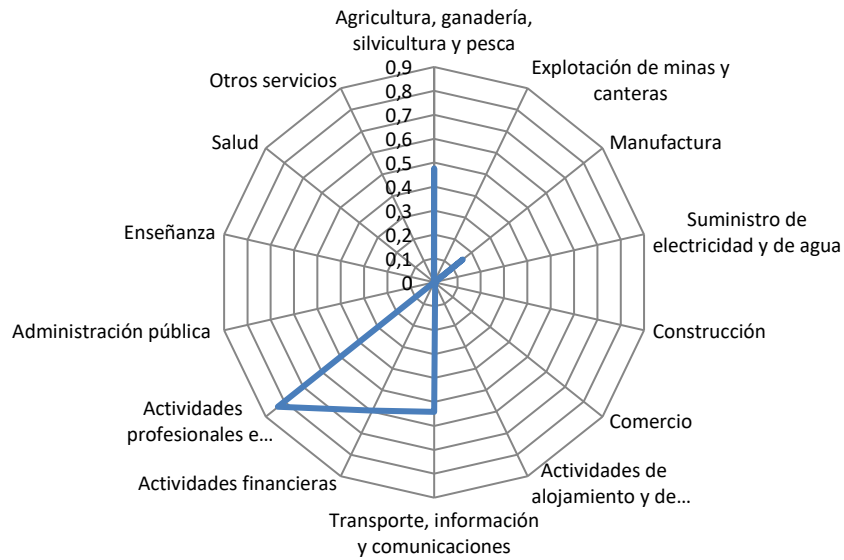 Agricultura, ganadería,
silvicultura y pesca
Explotación de minas y
canteras
Manufactura
Suministro de
electricidad y de agua
Construcción
Comercio
Actividades de
alojamiento y de…
Transporte, información
y comunicaciones
Actividades financieras
Actividades
profesionales e…
Administración pública
Enseñanza
Salud
Otros servicios
0,9
0,8
0,7
0,6
0,5
0,4
0,3
0,2
0,1
0